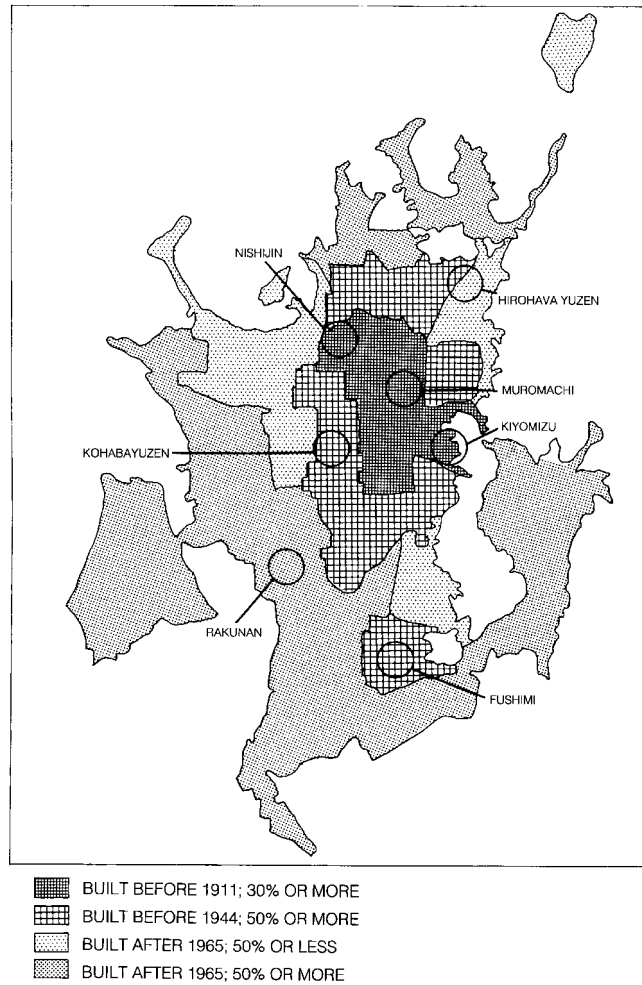 NISHIJIN
HIROHAVA YUZEN
MUROMACHI
KIYOMIZU
KOHABAYUZEN
RAKUNAN
FUSHIMI
BUILT BEFORE 1911; 30% OR MORE
BUILT BEFORE 1944; 50% OR MORE
BUILT AFTER 1965; 50% OR LESS
BUILT AFTER 1965; 50% OR MORE